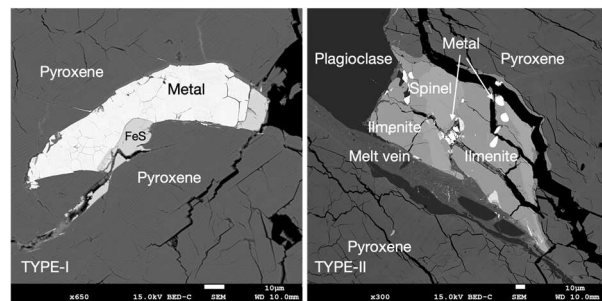 Pyroxene
Metal
FeS
Pyroxene
TYPE-I
10µm
x650 15.0kV BED-C SEM WD 10.0mm
Metal
Plagioclase
Pyroxene
Spinel
Ilmenite
Melt vein
Ilmenite
Pyroxene
TYPE-II
10µm
x300 15.0kV BED-C SEM WD 10.0mm